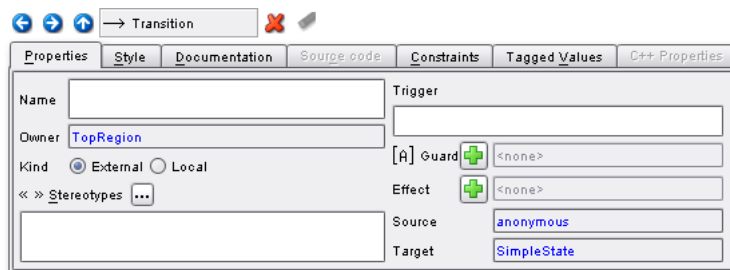 Transition
Properties Style Documentation Source code Constraints Tagged Values C++ Properties
Name
Trigger
Owner TopRegion
Kind External Local
[A] Guard <none>
« » Stereotypes ...
Effect <none>
Source anonymous
Target SimpleState